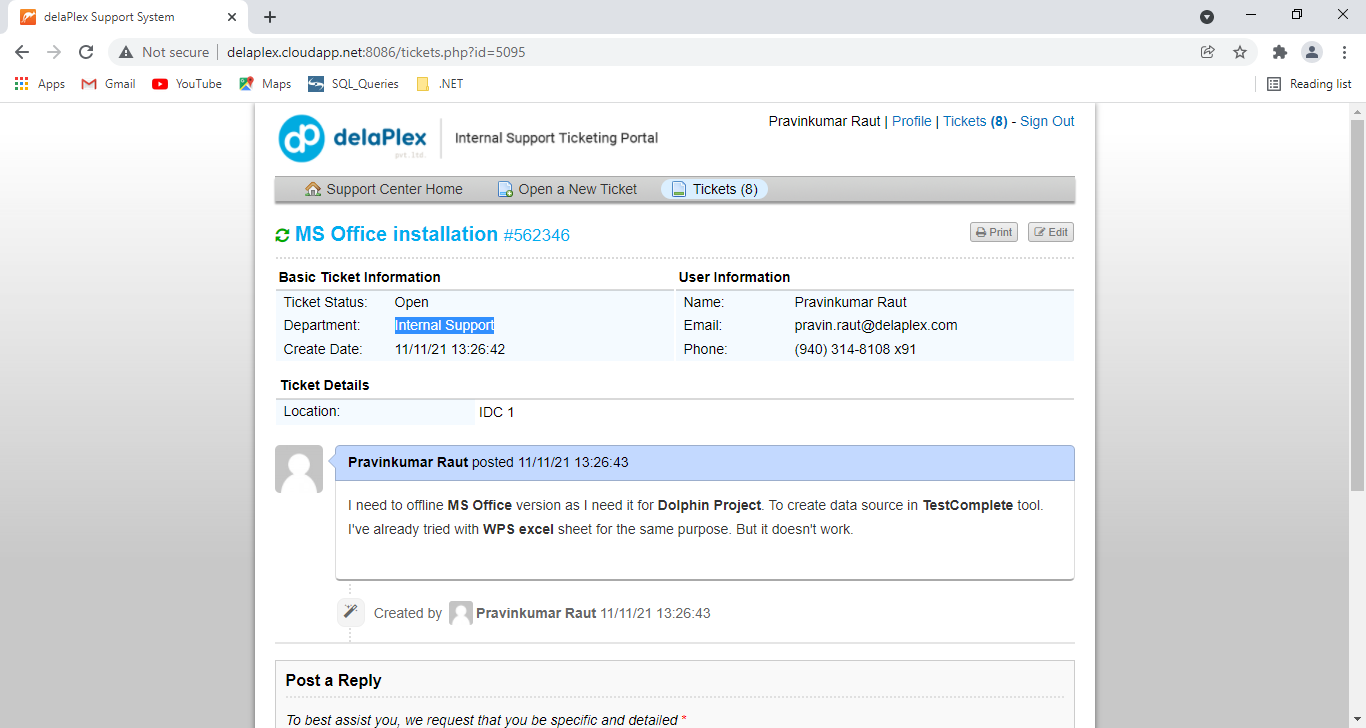 delaPlex Support System
Not secure
delaplex.cloudapp.net:8086/tickets.php?id=5095
Apps Gmail YouTube Maps SQL_Queries .NET Reading list
dp delaPlex pvt. ltd. Internal Support Ticketing Portal
Pravinkumar Raut | Profile | Tickets (8) - Sign Out
Support Center Home Open a New Ticket Tickets (8)
MS Office installation #562346 Print Edit
Basic Ticket Information User Information
Ticket Status: Open Name: Pravinkumar Raut
Department: Internal Support Email: pravin.raut@delaplex.com
Create Date: 11/11/21 13:26:42 Phone: (940) 314-8108 x91
Ticket Details
Location: IDC 1
Pravinkumar Raut posted 11/11/21 13:26:43
I need to offline MS Office version as I need it for Dolphin Project. To create data source in TestComplete tool.
I've already tried with WPS excel sheet for the same purpose. But it doesn't work.
Created by Pravinkumar Raut 11/11/21 13:26:43
Post a Reply
To best assist you, we request that you be specific and detailed *